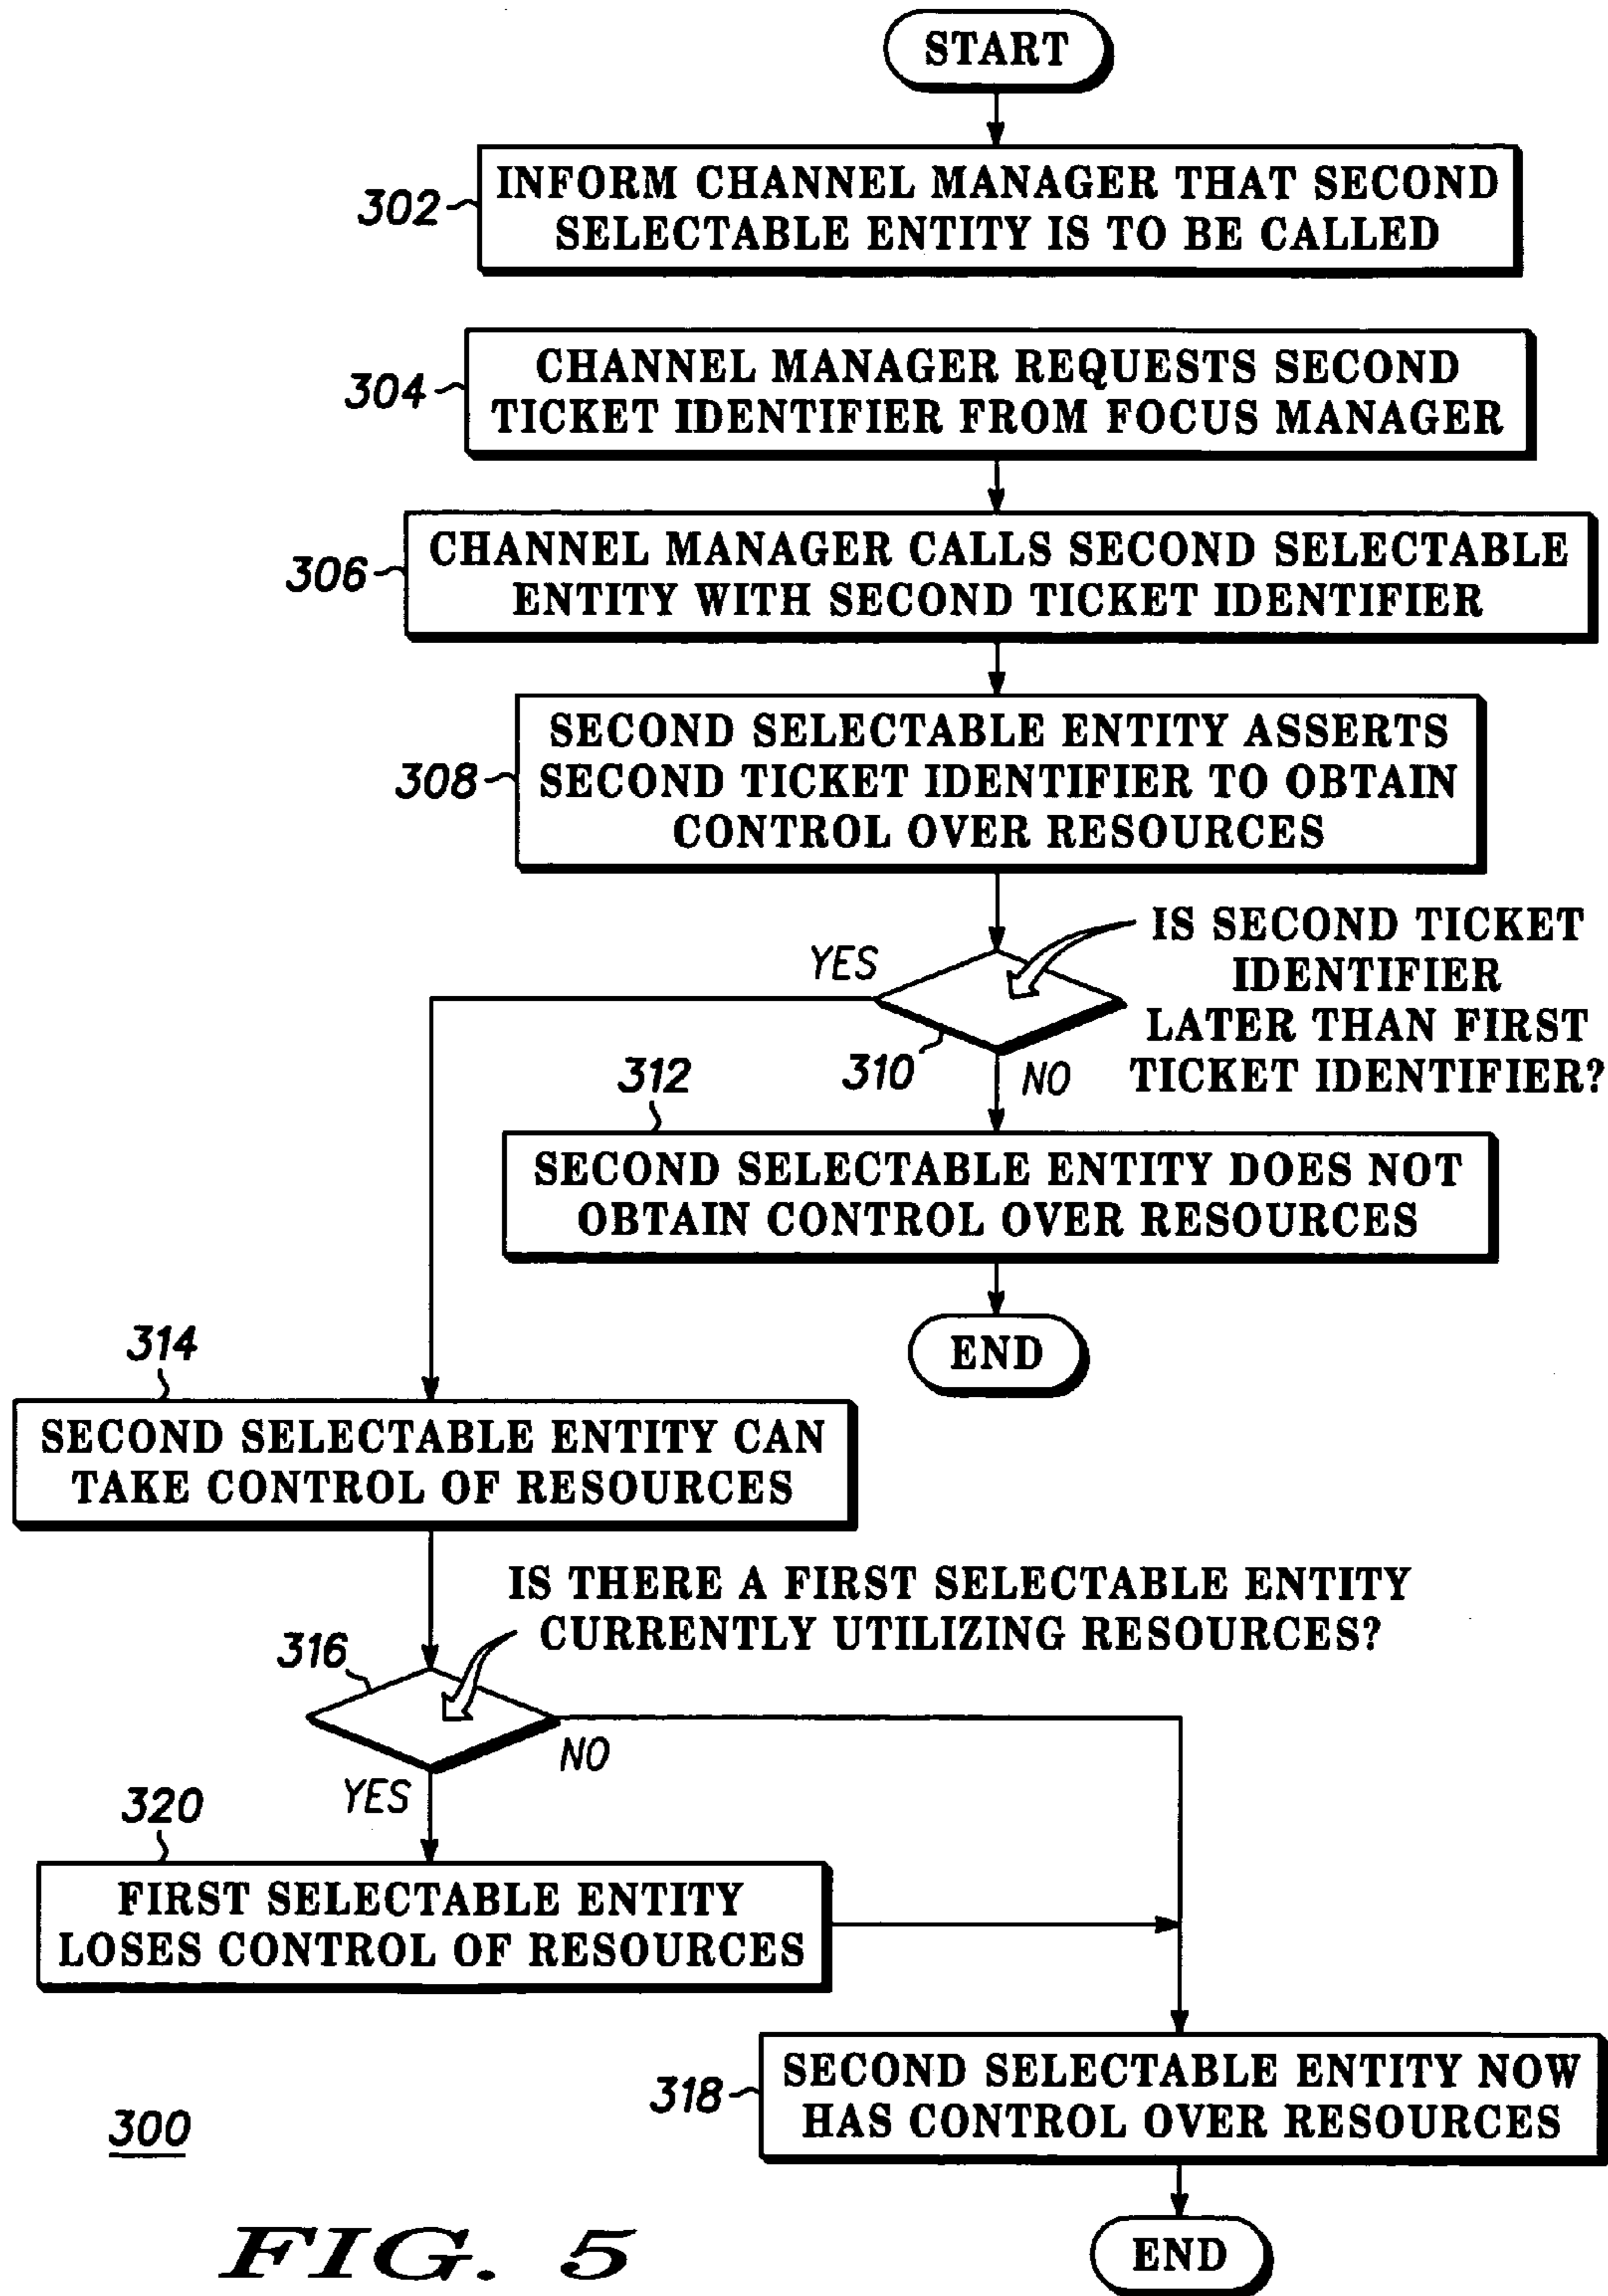 START
302
INFORM CHANNEL MANAGER THAT SECOND
SELECTABLE ENTITY IS TO BE CALLED
304
CHANNEL MANAGER REQUESTS SECOND
TICKET IDENTIFIER FROM FOCUS MANAGER
306
CHANNEL MANAGER CALLS SECOND SELECTABLE
ENTITY WITH SECOND TICKET IDENTIFIER
308
SECOND SELECTABLE ENTITY ASSERTS
SECOND TICKET IDENTIFIER TO OBTAIN
CONTROL OVER RESOURCES
IS SECOND TICKET
IDENTIFIER
LATER THAN FIRST
TICKET IDENTIFIER?
YES
310
NO
312
SECOND SELECTABLE ENTITY DOES NOT
OBTAIN CONTROL OVER RESOURCES
END
314
SECOND SELECTABLE ENTITY CAN
TAKE CONTROL OF RESOURCES
IS THERE A FIRST SELECTABLE ENTITY
CURRENTLY UTILIZING RESOURCES?
316
NO
YES
320
FIRST SELECTABLE ENTITY
LOSES CONTROL OF RESOURCES
318
SECOND SELECTABLE ENTITY NOW
HAS CONTROL OVER RESOURCES
END
300
FIG. 5